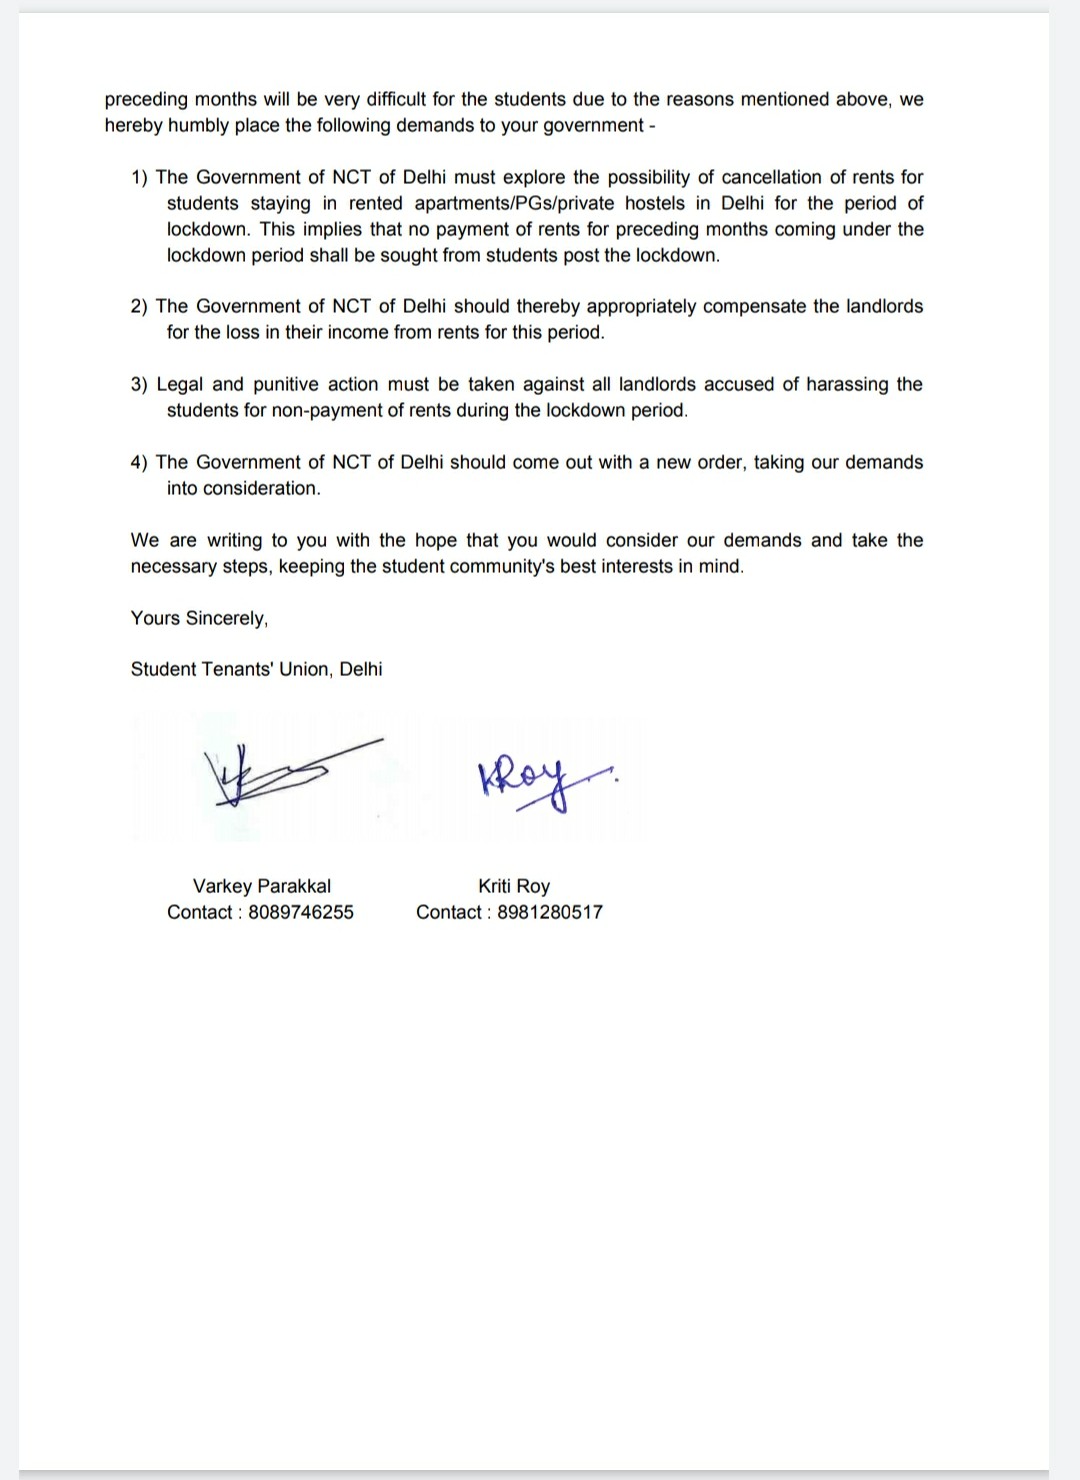 preceding months will be very difficult for the students due to the reasons mentioned above, we
hereby humbly place the following demands to your government -
1) The Government of NCT of Delhi must explore the possibility of cancellation of rents for
students staying in rented apartments/PGs/private hostels in Delhi for the period of
lockdown. This implies that no payment of rents for preceding months coming under the
lockdown period shall be sought from students post the lockdown.
2) The Government of NCT of Delhi should thereby appropriately compensate the landlords
for the loss in their income from rents for this period.
3) Legal and punitive action must be taken against all landlords accused of harassing the
students for non-payment of rents during the lockdown period.
4) The Government of NCT of Delhi should come out with a new order, taking our demands
into consideration.
We are writing to you with the hope that you would consider our demands and take the
necessary steps, keeping the student community's best interests in mind.
Yours Sincerely,
Student Tenants' Union, Delhi
KRoy
Varkey Parakkal Kriti Roy
Contact : 8089746255 Contact : 8981280517